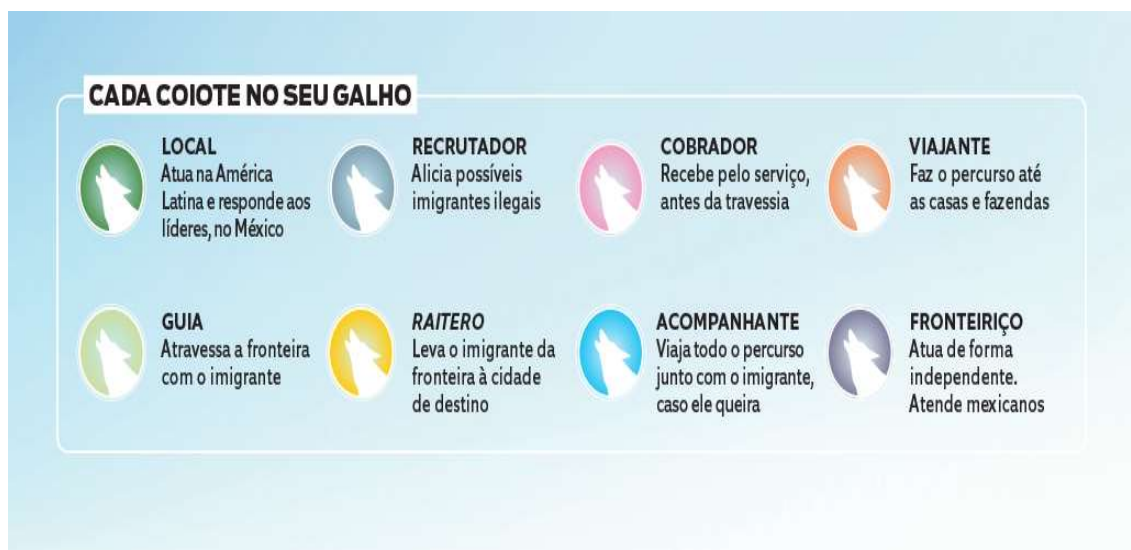 CADA COIOTE NO SEU GALHO
LOCAL
Atua na América
Latina e responde aos
líderes, no México
RECRUTADOR
Alicia possíveis
imigrantes ilegais
COBRADOR
Recebe pelo serviço,
antes da travessia
VIAJANTE
Faz o percurso até
as casas e fazendas
GUIA
Atravessa a fronteira
com o imigrante
RAITERO
Leva o imigrante da
fronteira à cidade
de destino
ACOMPANHANTE
Viaja todo o percurso
junto com o imigrante,
caso ele queira
FRONTEIRIÇO
Atua de forma
independente.
Atende mexicanos